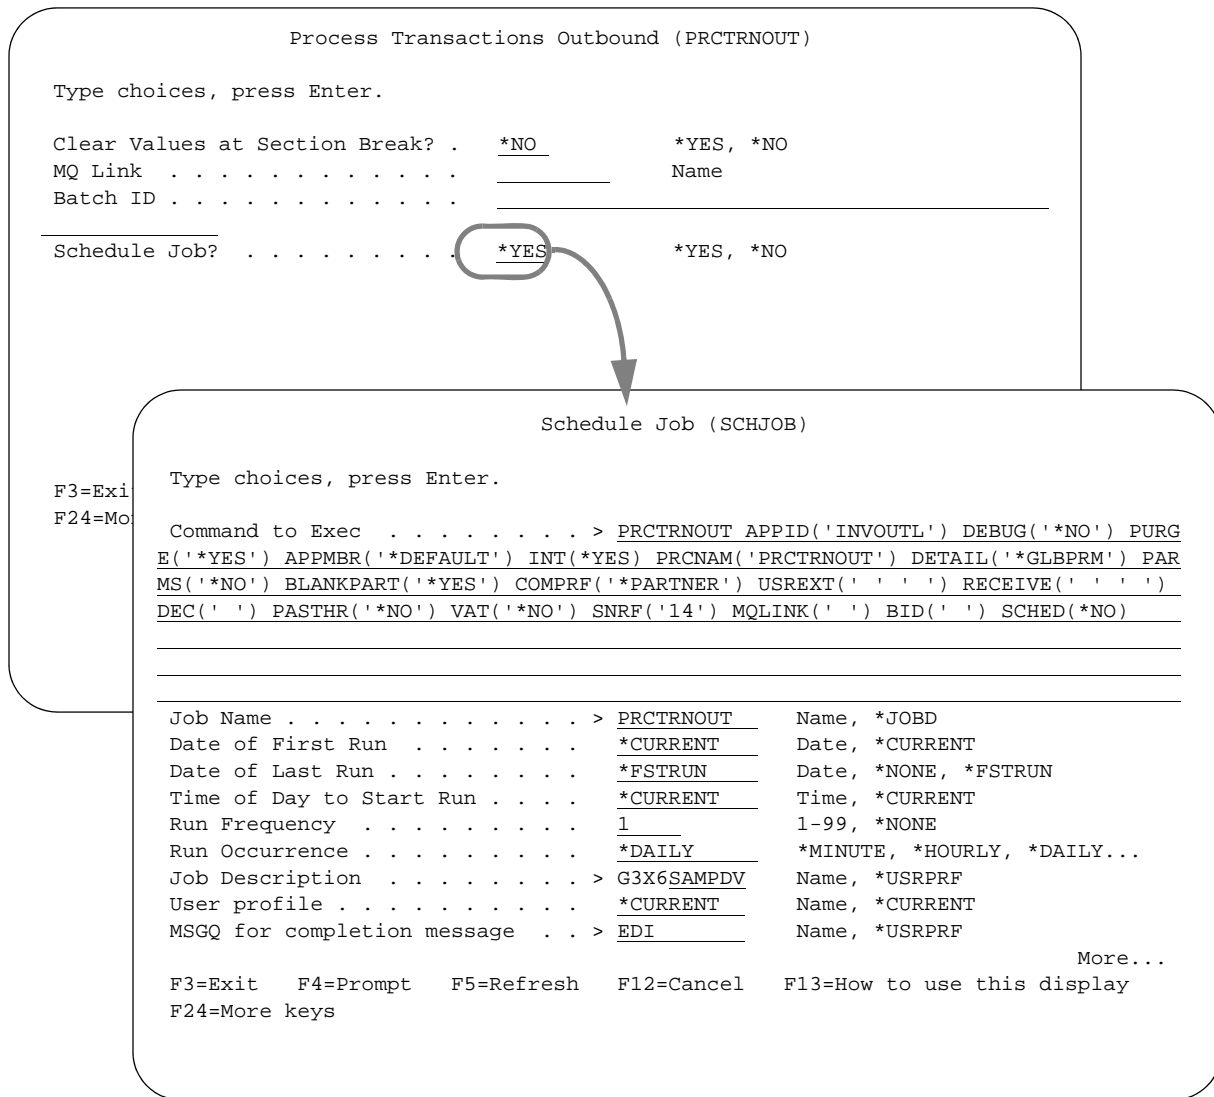 Process Transactions Outbound (PRCTRNOUT)
Type choices, press Enter.
Clear Values at Section Break? . *NO *YES, *NO
MQ Link . . . . . . . . . . . . Name
Batch ID . . . . . . . . . . . .
Schedule Job? . . . . . . . . . *YES *YES, *NO
F3=Exi
F24=Mo
Schedule Job (SCHJOB)
Type choices, press Enter.
Command to Exec . . . . . . . . > PRCTRNOUT APPID('INVOUTL') DEBUG('*NO') PURG
E('*YES') APPMBR('*DEFAULT') INT(*YES) PRCNAM('PRCTRNOUT') DETAIL('*GLBPRM') PAR
MS('*NO') BLANKPART('*YES') COMPRF('*PARTNER') USREXT(' ' ' ') RECEIVE(' ' ' ')
DEC(' ') PASTHR('*NO') VAT('*NO') SNRF('14') MQLINK(' ') BID(' ') SCHED(*NO)
Job Name . . . . . . . . . . . . > PRCTRNOUT Name, *JOBD
Date of First Run . . . . . . . *CURRENT Date, *CURRENT
Date of Last Run . . . . . . . . *FSTRUN Date, *NONE, *FSTRUN
Time of Day to Start Run . . . . *CURRENT Time, *CURRENT
Run Frequency . . . . . . . . . 1 1-99, *NONE
Run Occurrence . . . . . . . . . *DAILY *MINUTE, *HOURLY, *DAILY...
Job Description . . . . . . . . > G3X6SAMPDV Name, *USRPRF
User profile . . . . . . . . . . *CURRENT Name, *CURRENT
MSGQ for completion message . . > EDI Name, *USRPRF
More...
F3=Exit F4=Prompt F5=Refresh F12=Cancel F13=How to use this display
F24=More keys